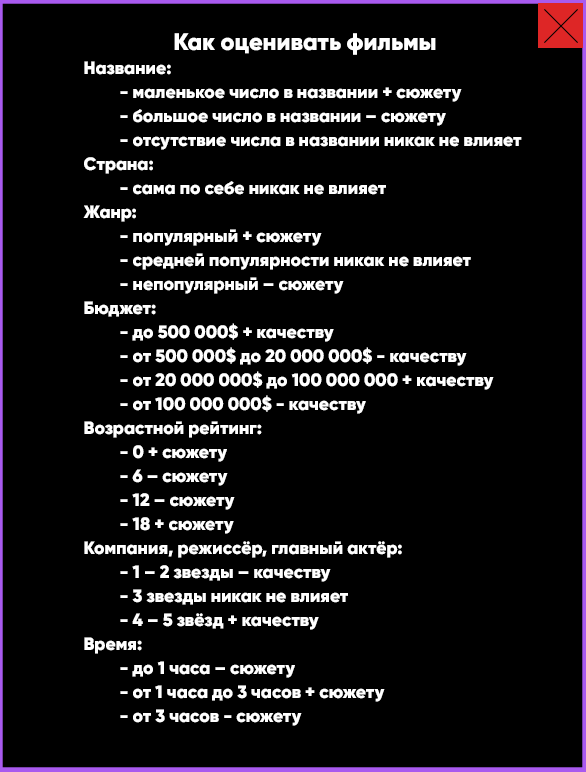 Как оценивать фильмы
Название:
- маленькое число в названии + сюжету
- большое число в названии – сюжету
- отсутствие числа в названии никак не влияет
Страна:
- сама по себе никак не влияет
Жанр:
- популярный + сюжету
- средней популярности никак не влияет
- непопулярный – сюжету
Бюджет:
- до 500 000$ + качеству
- от 500 000$ до 20 000 000$ - качеству
- от 20 000 000$ до 100 000 000 + качеству
- от 100 000 000$ - качеству
Возрастной рейтинг:
- 0 + сюжету
- 6 – сюжету
- 12 – сюжету
- 18 + сюжету
Компания, режиссёр, главный актёр:
- 1 – 2 звезды – качеству
- 3 звезды никак не влияет
- 4 – 5 звёзд + качеству
Время:
- до 1 часа – сюжету
- от 1 часа до 3 часов + сюжету
- от 3 часов - сюжету